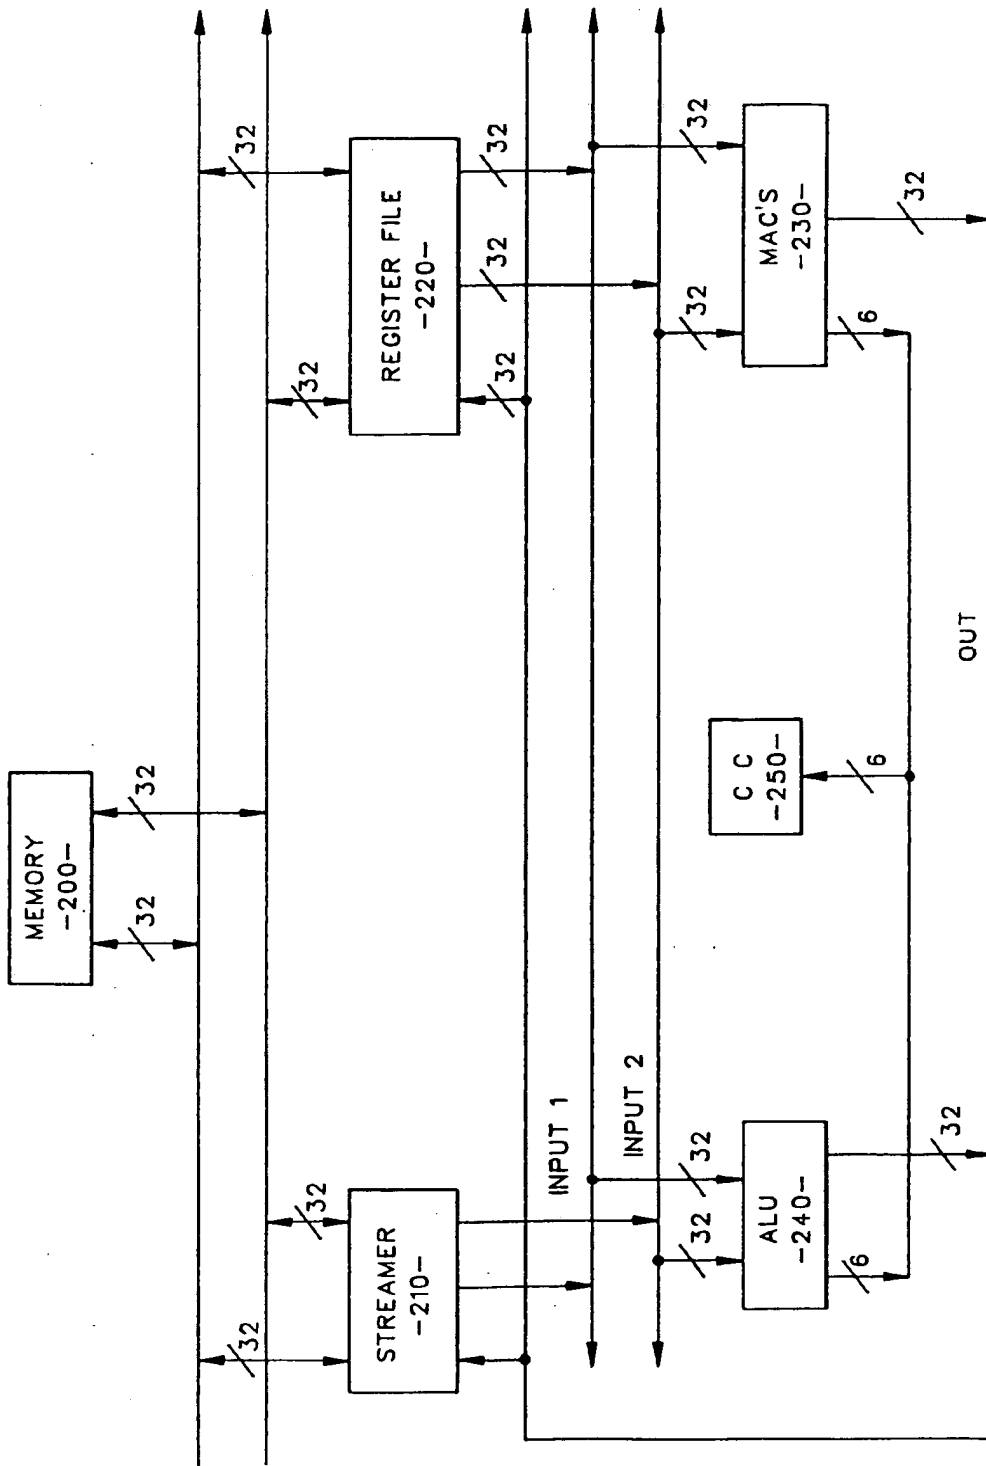 MEMORY
-200-
32
32
32
32
32
32
STREAMER
-210-
REGISTER FILE
-220-
32
32
32
INPUT 1
INPUT 2
32
32
32
32
ALU
-240-
C C
-250-
MAC'S
-230-
6
32
6
6
32
OUT